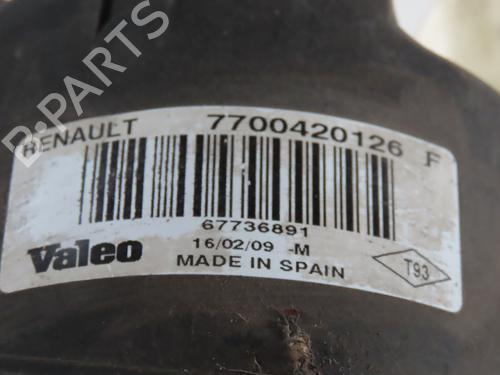 B-PARTS
RENAULT 7700420126 F
67736891
16/02/09 -M
Valeo MADE IN SPAIN
T93